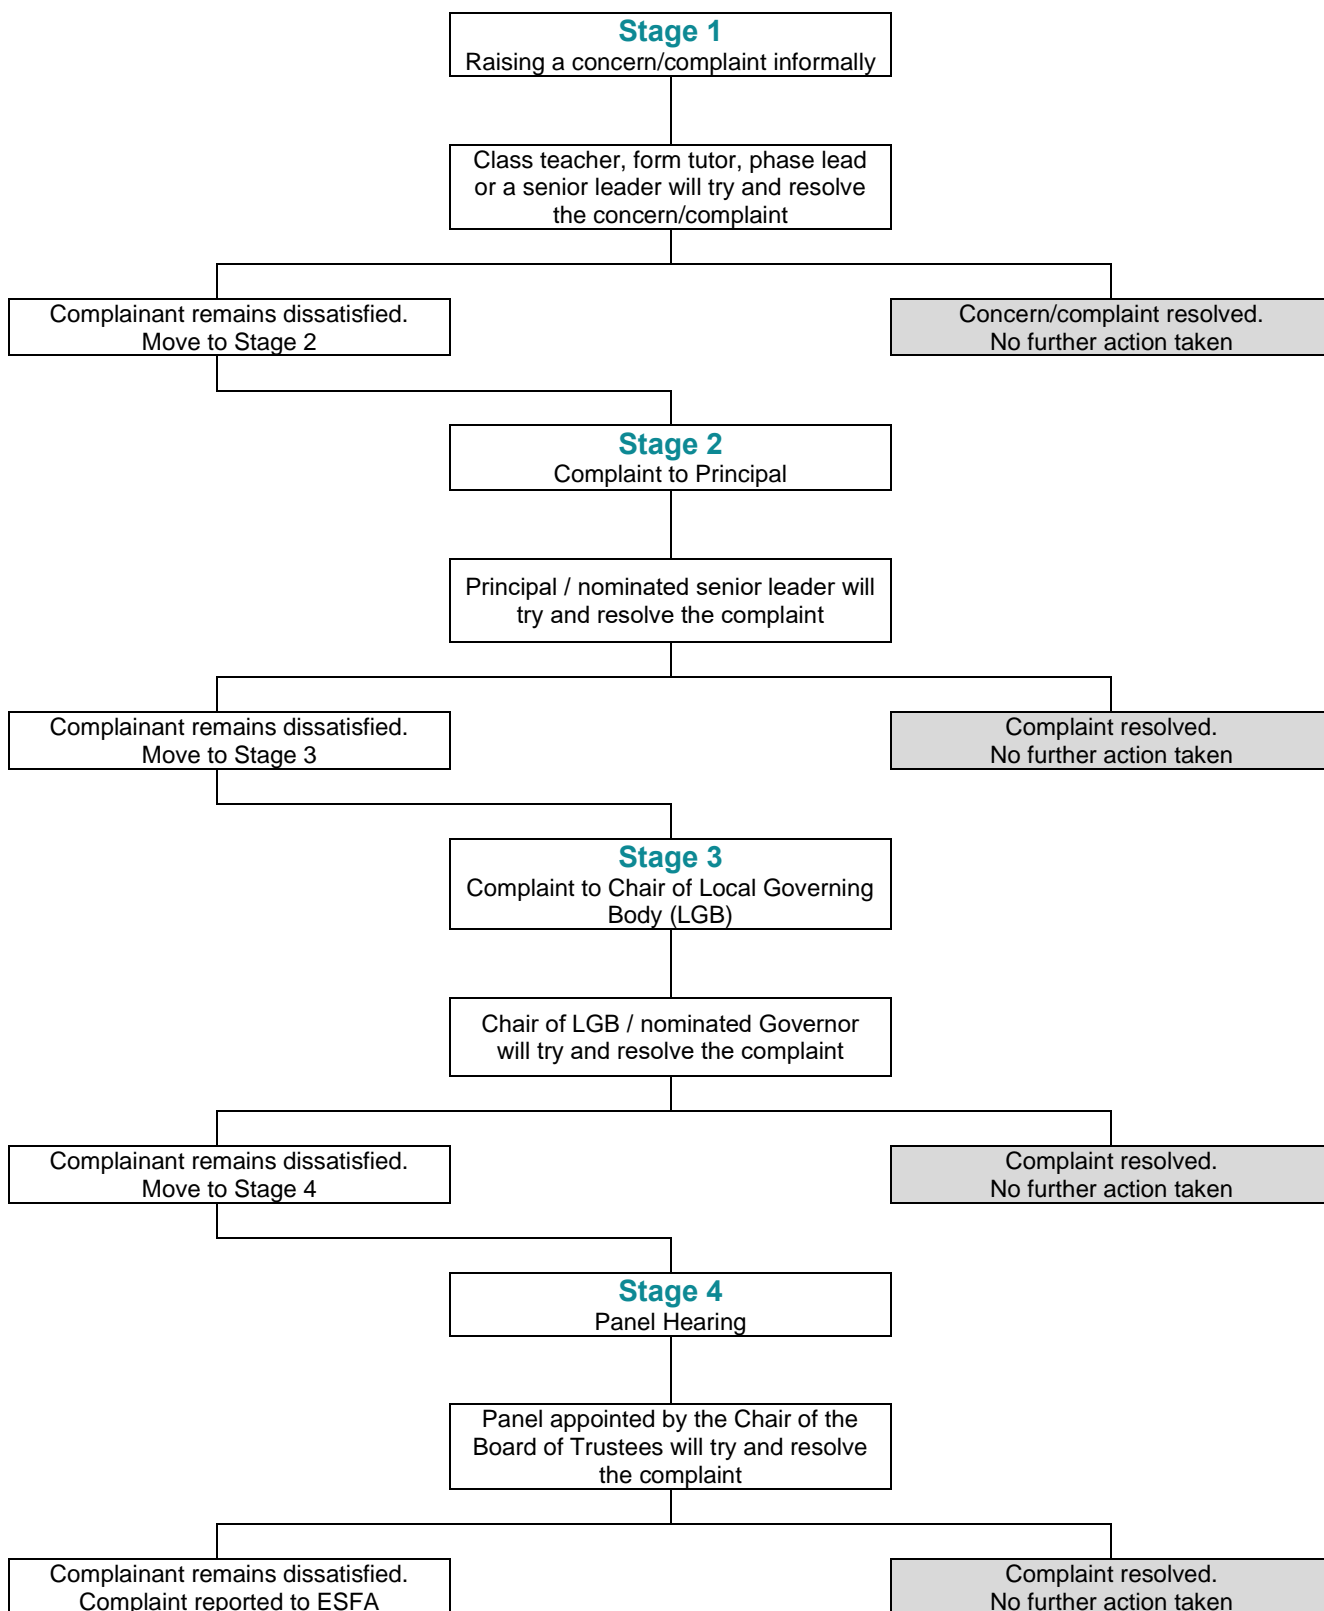 Stage 1
Raising a concern/complaint informally
Class teacher, form tutor, phase lead
or a senior leader will try and resolve
the concern/complaint
Complainant remains dissatisfied.
Move to Stage 2
Concern/complaint resolved.
No further action taken
Stage 2
Complaint to Principal
Principal / nominated senior leader will
try and resolve the complaint
Complainant remains dissatisfied.
Move to Stage 3
Complaint resolved.
No further action taken
Stage 3
Complaint to Chair of Local Governing
Body (LGB)
Chair of LGB / nominated Governor
will try and resolve the complaint
Complainant remains dissatisfied.
Move to Stage 4
Complaint resolved.
No further action taken
Stage 4
Panel Hearing
Panel appointed by the Chair of the
Board of Trustees will try and resolve
the complaint
Complainant remains dissatisfied.
Complaint reported to ESFA
Complaint resolved.
No further action taken